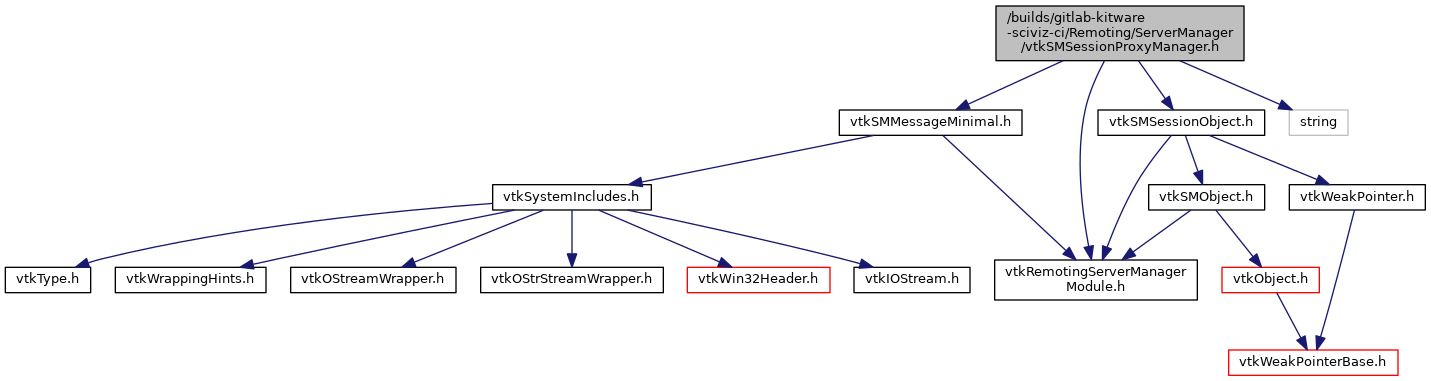 /builds/gitlab-kitware
-sciviz-ci/Remoting/ServerManager
/vtkSMSessionProxyManager.h
vtkSMMessageMinimal.h
vtkSMSessionObject.h
string
vtkSystemIncludes.h
vtkSMObject.h
vtkWeakPointer.h
vtkType.h
vtkWrappingHints.h
vtkOStreamWrapper.h
vtkOStrStreamWrapper.h
vtkWin32Header.h
vtkIOStream.h
vtkRemotingServerManager
Module.h
vtkObject.h
vtkWeakPointerBase.h